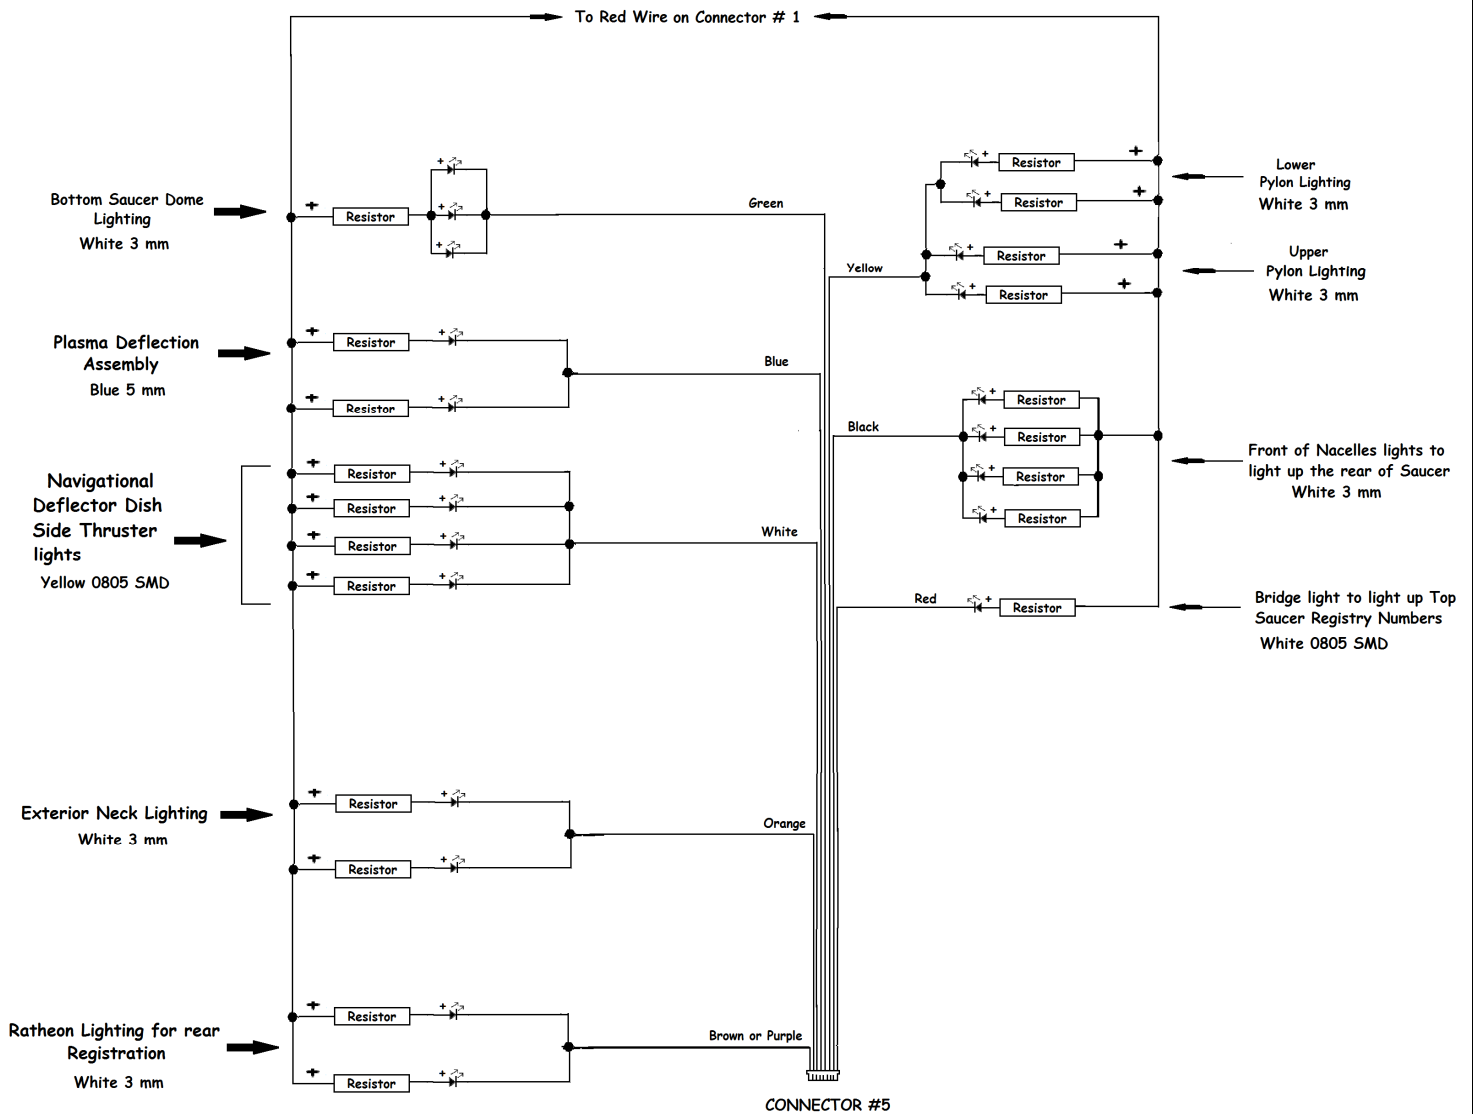 To Red Wire on Connector # 1
Bottom Saucer Dome
Lighting
White 3 mm
+
Resistor
+
+
+
Green
Plasma Deflection
Assembly
Blue 5 mm
+
Resistor
+
+
Resistor
+
Blue
Navigational
Deflector Dish
Side Thruster
lights
Yellow 0805 SMD
+
Resistor
+
+
Resistor
+
+
Resistor
+
+
Resistor
+
White
Exterior Neck Lighting
White 3 mm
+
Resistor
+
+
Resistor
+
Orange
Ratheon Lighting for rear
Registration
White 3 mm
+
Resistor
+
+
Resistor
+
Brown or Purple
CONNECTOR #5
Yellow
+
Resistor
+
+
Resistor
+
Lower
Pylon Lighting
White 3 mm
+
Resistor
+
+
Resistor
+
Upper
Pylon Lighting
White 3 mm
Black
+
Resistor
+
Resistor
+
Resistor
+
Resistor
Front of Nacelles lights to
light up the rear of Saucer
White 3 mm
Red
+
Resistor
Bridge light to light up Top
Saucer Registry Numbers
White 0805 SMD